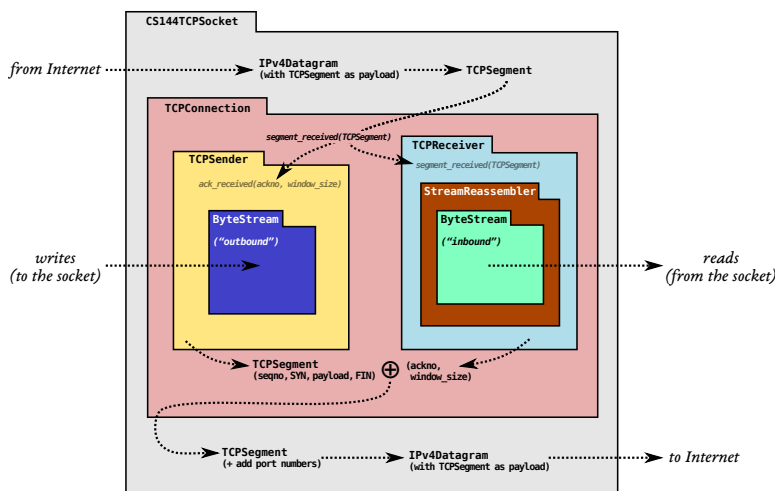 CS144TCPSocket
from Internet
IPv4Datagram
(with TCPSegment as payload)
TCPSegment
TCPConnection
segment_received(TCPSegment)
TCPSender
ack_received(ackno, window_size)
ByteStream
(“outbound”)
TCPReceiver
segment_received(TCPSegment)
StreamReassembler
ByteStream
(“inbound”)
writes
(to the socket)
reads
(from the socket)
TCPSegment
(seqno, SYN, payload, FIN)
(ackno,
window_size)
TCPSegment
(+ add port numbers)
IPv4Datagram
(with TCPSegment as payload)
to Internet